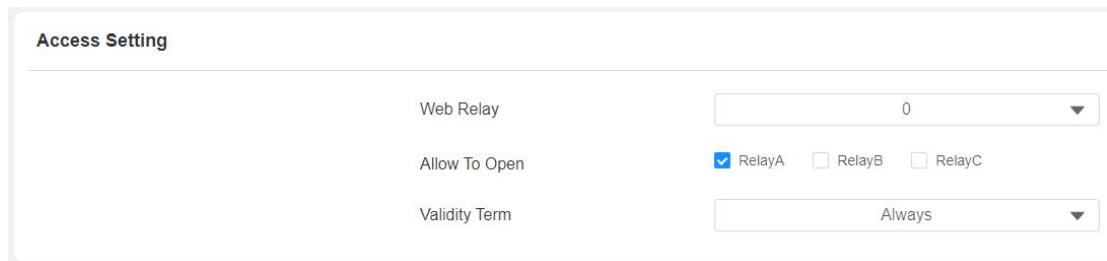 Access Setting
Web Relay 0
Allow To Open RelayA RelayB RelayC
Validity Term Always